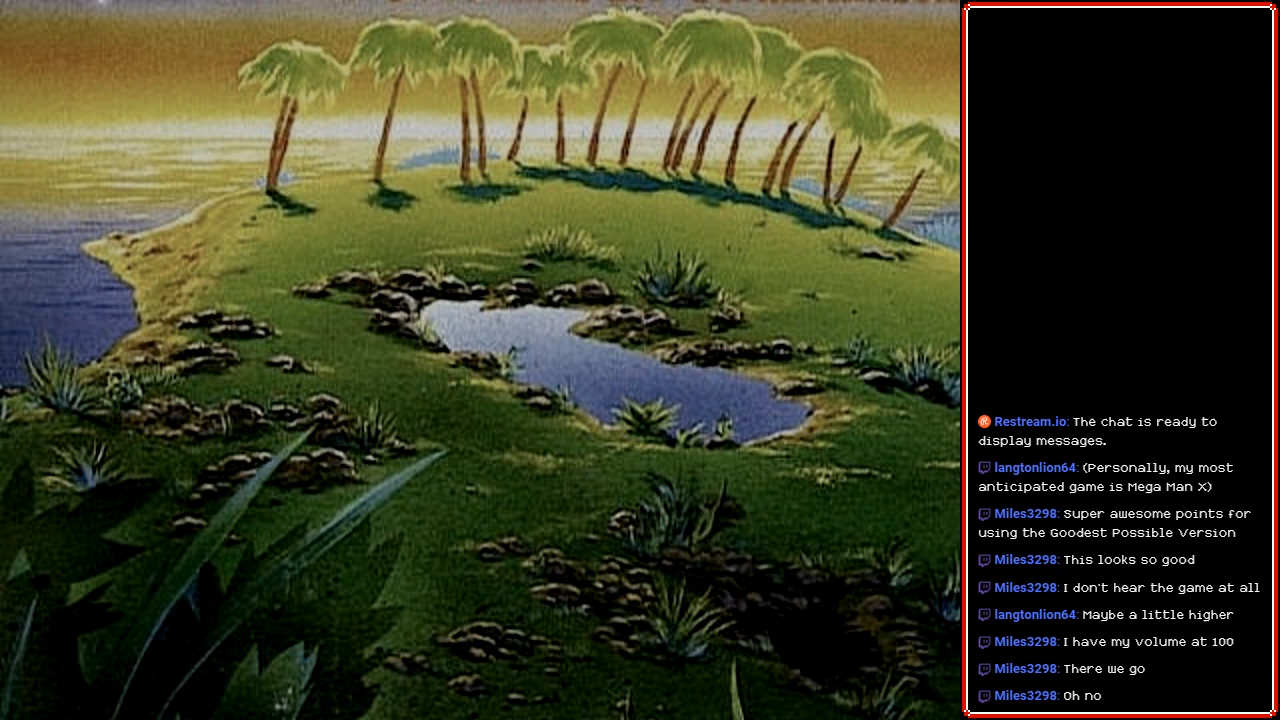 Restream.io: The chat is ready to
display messages.
langtonlion64: (Personally, my most
anticipated game is Mega Man X)
Miles3298: Super awesome points for
using the Goodest Possible Version
Miles3298: This looks so good
Miles3298: I don't hear the game at all
langtonlion64: Maybe a little higher
Miles3298: I have my volume at 100
Miles3298: There we go
Miles3298: Oh no